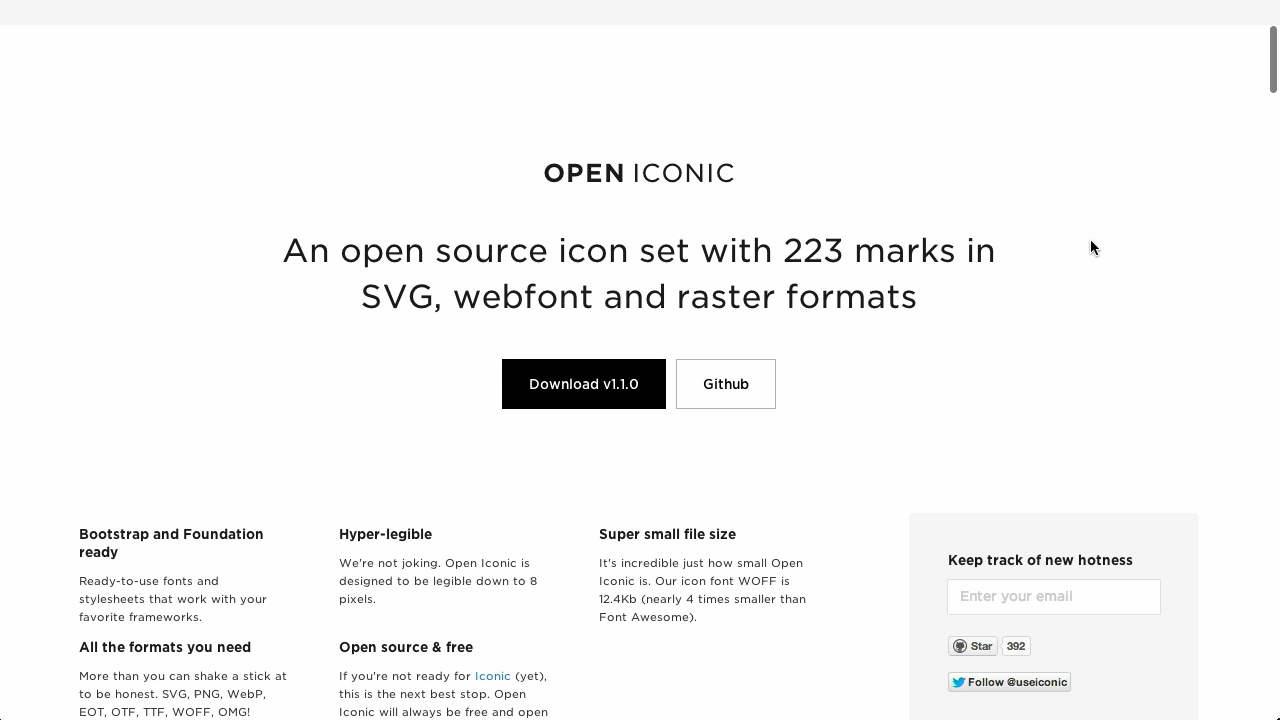 OPEN ICONIC
An open source icon set with 223 marks in
SVG, webfont and raster formats
Download v1.1.0
Github
Bootstrap and Foundation
ready
Ready-to-use fonts and
stylesheets that work with your
favorite frameworks.
Hyper-legible
We're not joking. Open Iconic is
designed to be legible down to 8
pixels.
Super small file size
It's incredible just how small Open
Iconic is. Our icon font WOFF is
12.4Kb (nearly 4 times smaller than
Font Awesome).
All the formats you need
More than you can shake a stick at
to be honest. SVG, PNG, WebP,
EOT, OTF, TTF, WOFF, OMG!
Open source & free
If you're not ready for Iconic (yet),
this is the next best stop. Open
Iconic will always be free and open
Keep track of new hotness
Enter your email
Star 392
Follow @useiconic